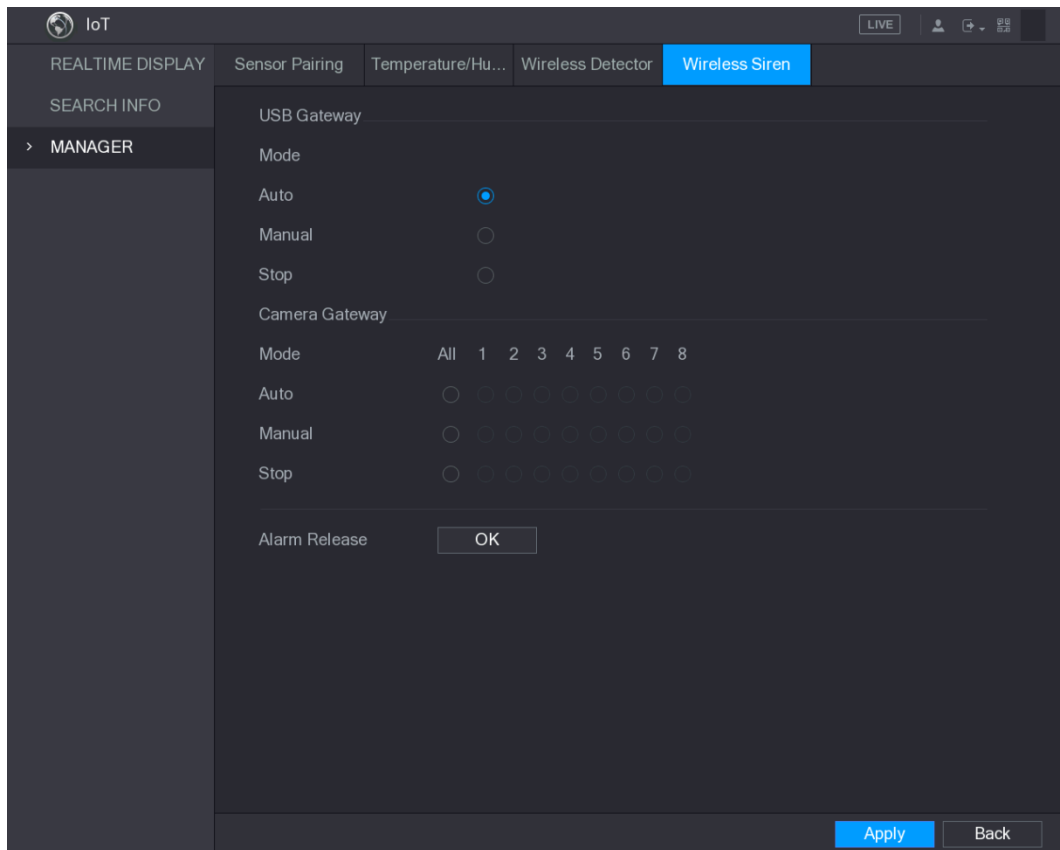 IoT LIVE
REALTIME DISPLAY
SEARCH INFO
MANAGER
Sensor Pairing Temperature/Hu... Wireless Detector Wireless Siren
USB Gateway
Mode
Auto
Manual
Stop
Camera Gateway
Mode All 1 2 3 4 5 6 7 8
Auto
Manual
Stop
Alarm Release OK
Apply Back